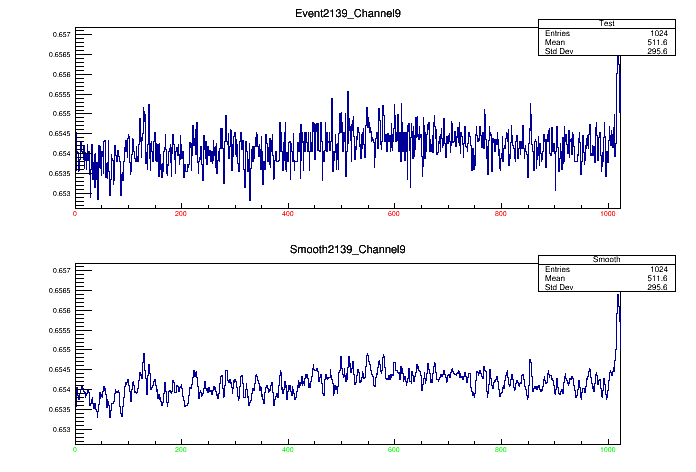 Event2139_Channel9
Test
Entries 1024
Mean 511.6
Std Dev 295.6
0.657
0.6565
0.656
0.6555
0.655
0.6545
0.654
0.6535
0.653
0 200 400 600 800 1000
Smooth2139_Channel9
Smooth
Entries 1024
Mean 511.6
Std Dev 295.6
0.657
0.6565
0.656
0.6555
0.655
0.6545
0.654
0.6535
0.653
0 200 400 600 800 1000